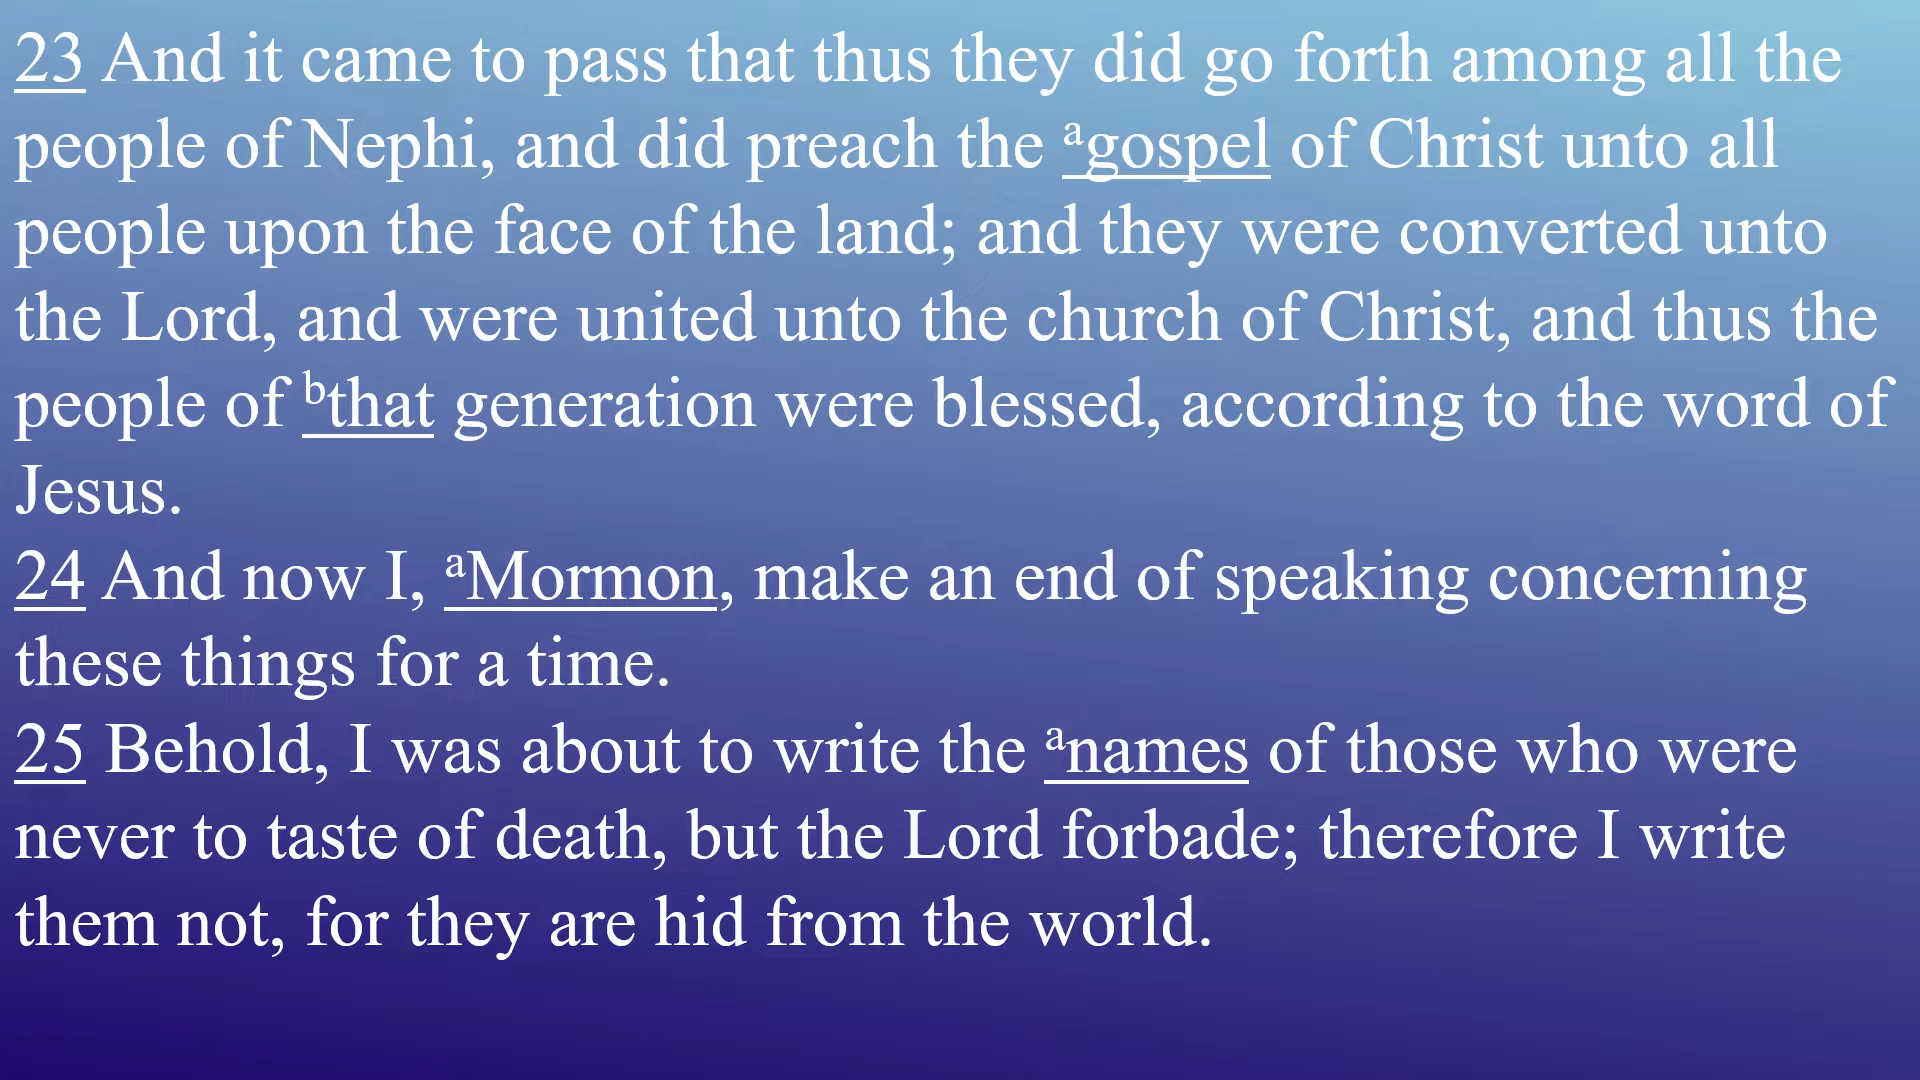 23 And it came to pass that thus they did go forth among all the
people of Nephi, and did preach the ᵃgospel of Christ unto all
people upon the face of the land; and they were converted unto
the Lord, and were united unto the church of Christ, and thus the
people of ᵇthat generation were blessed, according to the word of
Jesus.
24 And now I, ᵃMormon, make an end of speaking concerning
these things for a time.
25 Behold, I was about to write the ᵃnames of those who were
never to taste of death, but the Lord forbade; therefore I write
them not, for they are hid from the world.